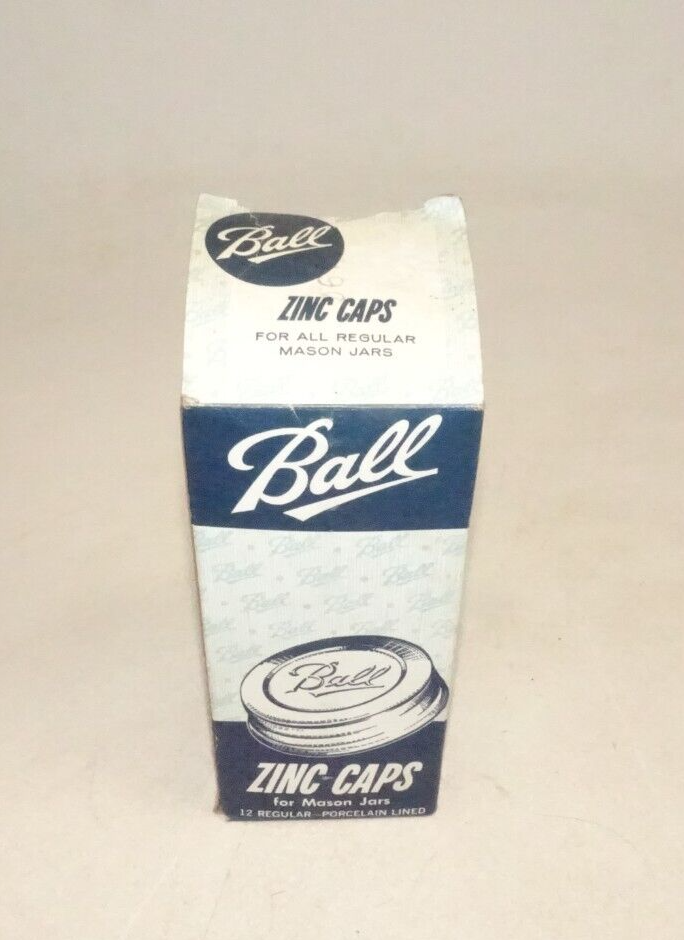 Ball
ZINC CAPS
FOR ALL REGULAR
MASON JARS
Ball
Ball
ZINC CAPS
for Mason Jars
12 REGULAR-PORCELAIN LINED